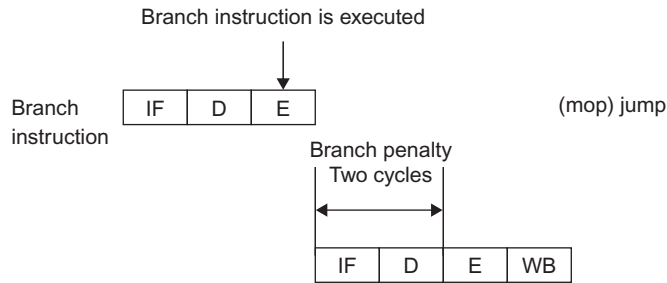 Branch instruction is executed
Branch
instruction
IF D E
(mop) jump
Branch penalty
Two cycles
IF D E WB